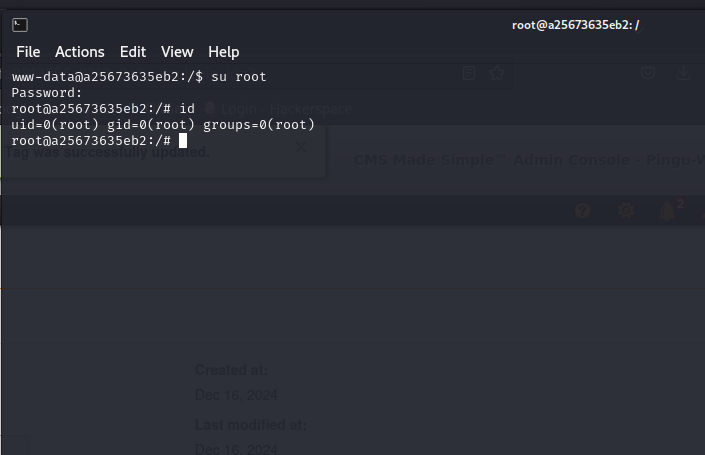 root@a25673635eb2: /
File Actions Edit View Help
www-data@a25673635eb2:/$ su root
Password:
root@a25673635eb2:/# id
Login - Hackerspace
uid=0(root) gid=0(root) groups=0(root)
root@a25673635eb2:/#
Tag was successfully updated.
CMS Made Simple™ Admin Console - Pingu-
2
Created at:
Dec 16, 2024
Last modified at:
Dec 16, 2024